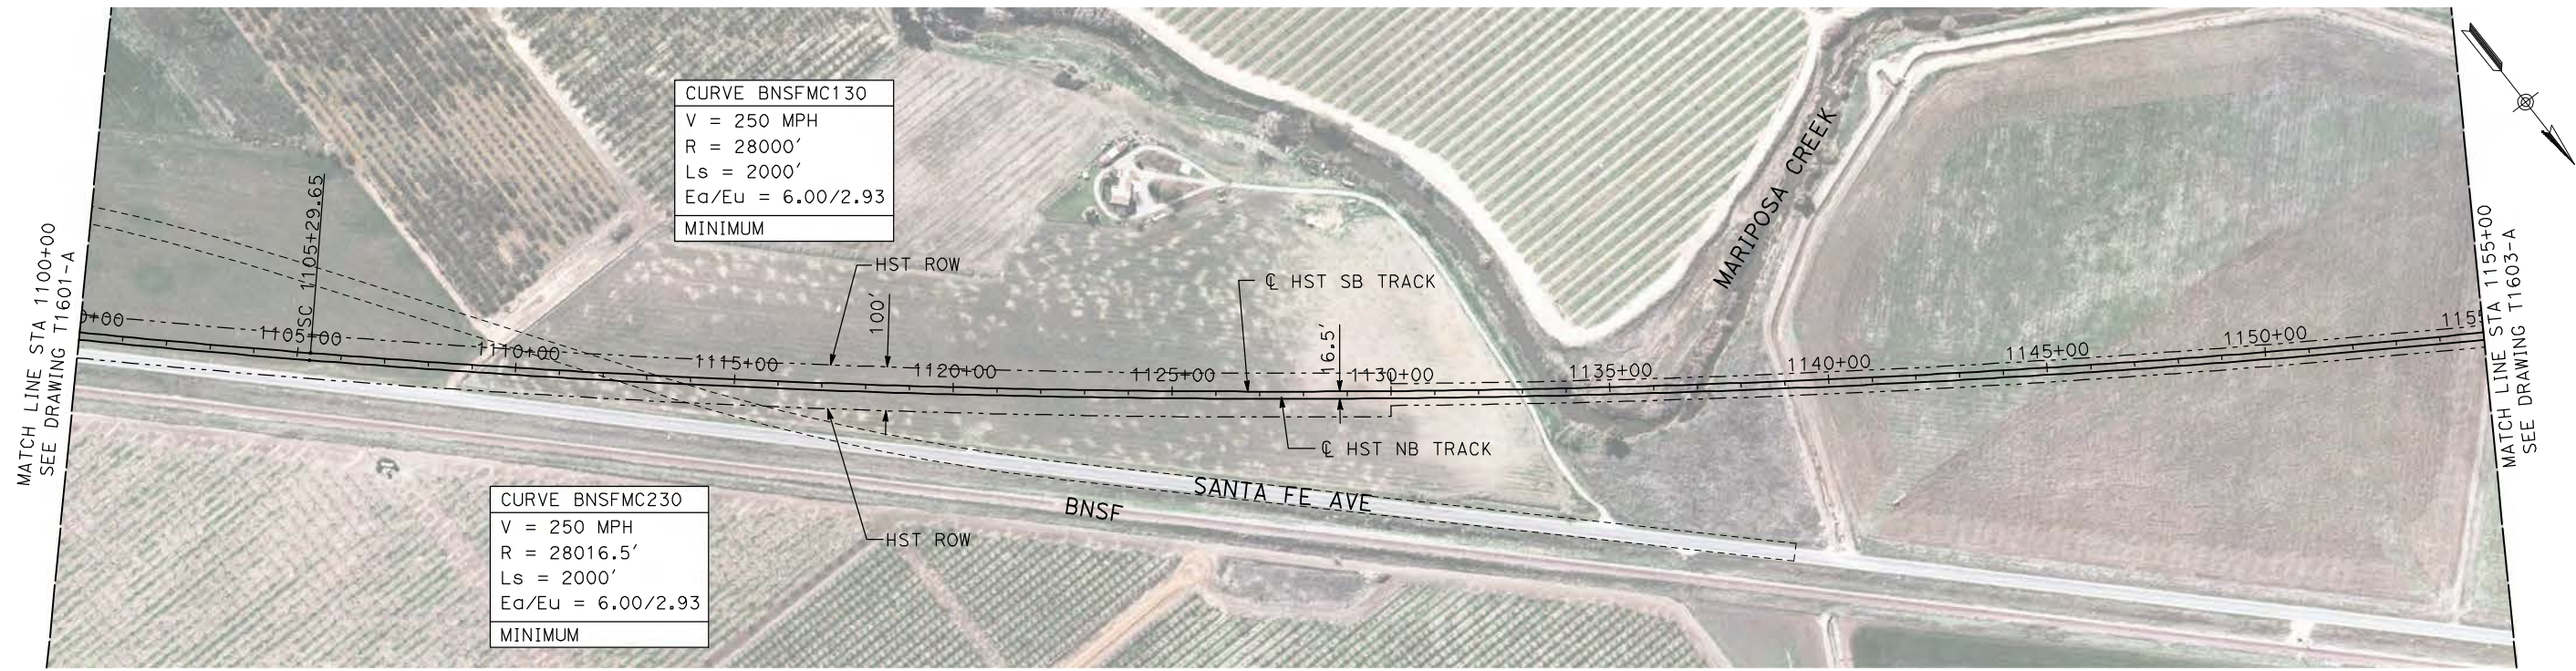 CURVE BNSFMC130
V = 250 MPH
R = 28000′
Ls = 2000′
Ea/Eu = 6.00/2.93
MINIMUM
MATCH LINE STA 1100+00
SEE DRAWING T1601-A
SC 1105+29.65
HST ROW
100′
℄ HST SB TRACK
16.5′
MARIPOSA CREEK
0+00
1105+00
1110+00
1115+00
1120+00
1125+00
1130+00
1135+00
1140+00
1145+00
1150+00
1155
MATCH LINE STA 1155+00
SEE DRAWING T1603-A
℄ HST NB TRACK
SANTA FE AVE
BNSF
HST ROW
CURVE BNSFMC230
V = 250 MPH
R = 28016.5′
Ls = 2000′
Ea/Eu = 6.00/2.93
MINIMUM